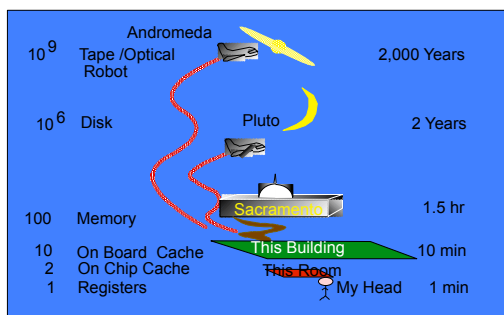 Andromeda
10^9 Tape /Optical Robot 2,000 Years
10^6 Disk Pluto 2 Years
Sacramento 1.5 hr
100 Memory
This Building
10 On Board Cache 10 min
2 On Chip Cache This Room
1 Registers My Head 1 min